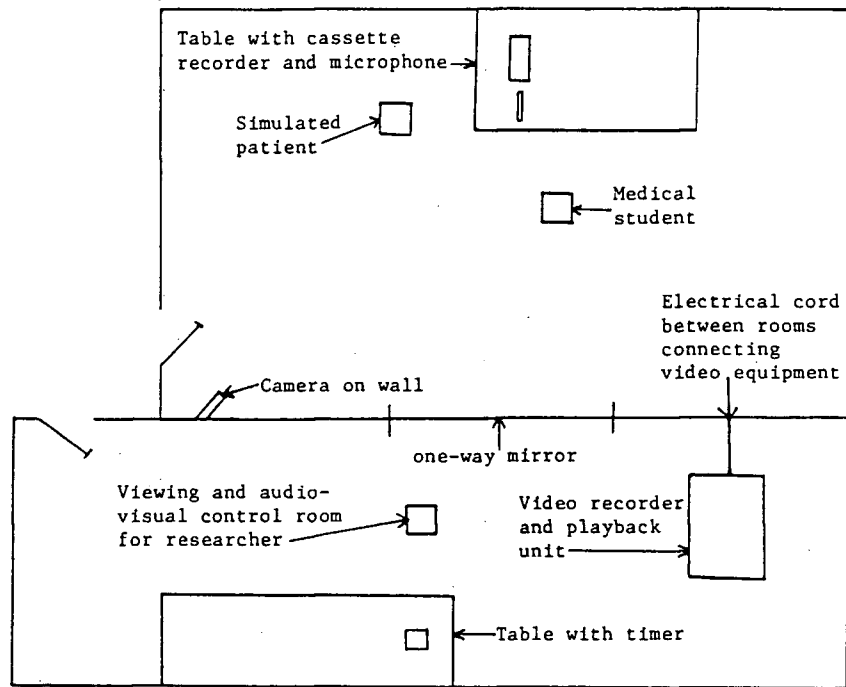 Table with cassette
recorder and microphone
Simulated
patient
Medical
student
Electrical cord
between rooms
connecting
video equipment
Camera on wall
one-way mirror
Viewing and audio-
visual control room
for researcher
Video recorder
and playback
unit
Table with timer